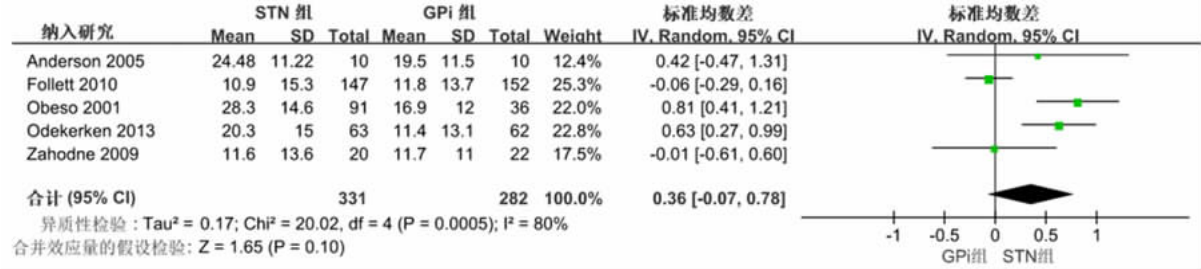 STN 组 GPi 组 标准均数差 标准均数差
纳入研究 Mean SD Total Mean SD Total Weight IV, Random, 95% CI IV, Random, 95% CI
Anderson 2005 24.48 11.22 10 19.5 11.5 10 12.4% 0.42 [-0.47, 1.31]
Follett 2010 10.9 15.3 147 11.8 13.7 152 25.3% -0.06 [-0.29, 0.16]
Obeso 2001 28.3 14.6 91 16.9 12 36 22.0% 0.81 [0.41, 1.21]
Odekerken 2013 20.3 15 63 11.4 13.1 62 22.8% 0.63 [0.27, 0.99]
Zahodne 2009 11.6 13.6 20 11.7 11 22 17.5% -0.01 [-0.61, 0.60]
合计 (95% CI) 331 282 100.0% 0.36 [-0.07, 0.78]
异质性检验：Tau² = 0.17; Chi² = 20.02, df = 4 (P = 0.0005); I² = 80%
合并效应量的假设检验: Z = 1.65 (P = 0.10)
-1 -0.5 0 0.5 1
GPi组 STN组